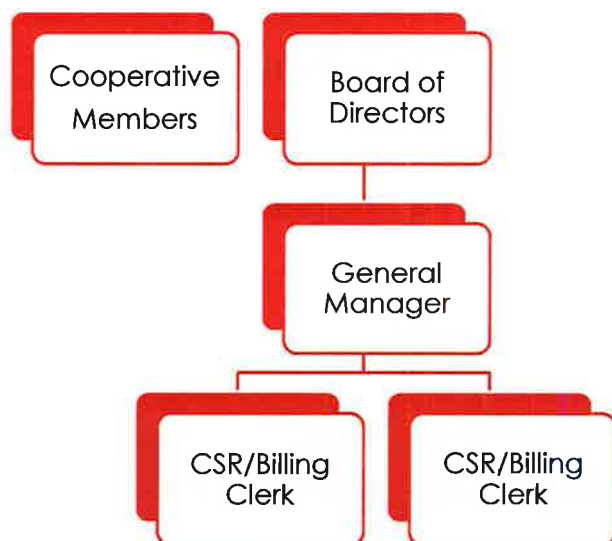 Cooperative
Members
Board of
Directors
General
Manager
CSR/Billing
Clerk
CSR/Billing
Clerk